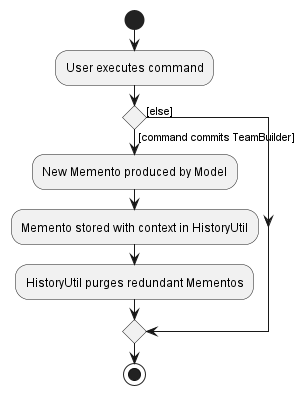 User executes command
[else]
[command commits TeamBuilder]
New Memento produced by Model
Memento stored with context in HistoryUtil
HistoryUtil purges redundant Mementos